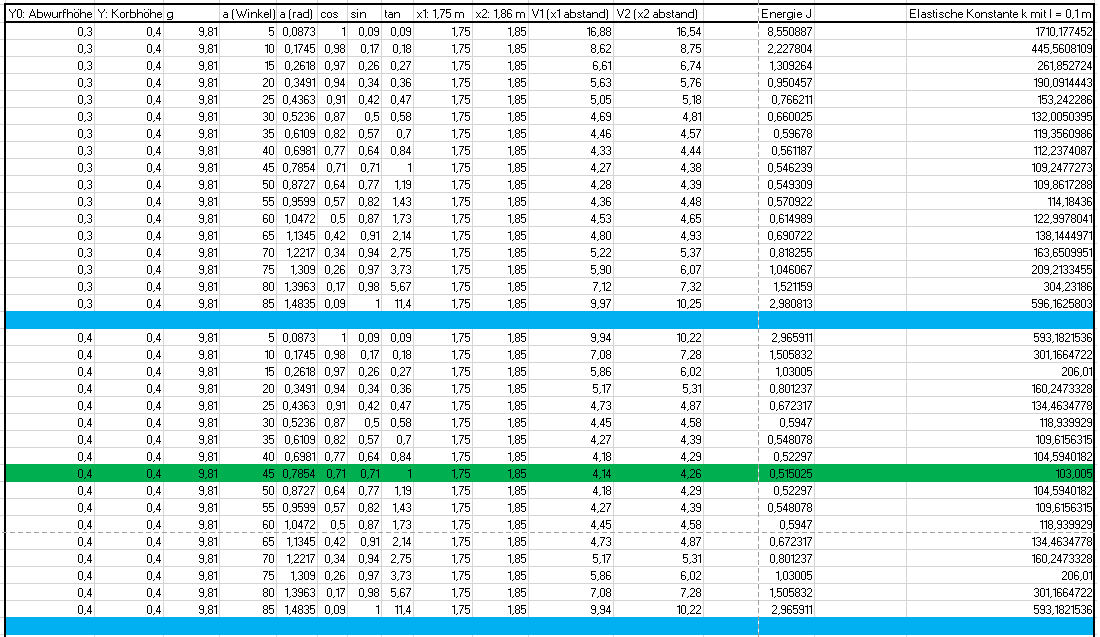 Y0: Abwurfhöhe Y: Korbhöhe g a (Winkel) a (rad) cos sin tan x1: 1,75 m x2: 1,86 m V1 (x1 abstand) V2 (x2 abstand) Energie J Elastische Konstante k mit l = 0,1 m
0,3 0,4 9,81 5 0,0873 1 0,09 0,09 1,75 1,85 16,88 16,54 8,550887 1710,177452
0,3 0,4 9,81 10 0,1745 0,98 0,17 0,18 1,75 1,85 8,62 8,75 2,227804 445,5608109
0,3 0,4 9,81 15 0,2618 0,97 0,26 0,27 1,75 1,85 6,61 6,74 1,309264 261,852724
0,3 0,4 9,81 20 0,3491 0,94 0,34 0,36 1,75 1,85 5,63 5,76 0,950457 190,0914443
0,3 0,4 9,81 25 0,4363 0,91 0,42 0,47 1,75 1,85 5,05 5,18 0,766211 153,242286
0,3 0,4 9,81 30 0,5236 0,87 0,5 0,58 1,75 1,85 4,69 4,81 0,660025 132,0050395
0,3 0,4 9,81 35 0,6109 0,82 0,57 0,7 1,75 1,85 4,46 4,57 0,59678 119,3560986
0,3 0,4 9,81 40 0,6981 0,77 0,64 0,84 1,75 1,85 4,33 4,44 0,561187 112,2374087
0,3 0,4 9,81 45 0,7854 0,71 0,71 1 1,75 1,85 4,27 4,38 0,546239 109,2477273
0,3 0,4 9,81 50 0,8727 0,64 0,77 1,19 1,75 1,85 4,28 4,39 0,549309 109,8617288
0,3 0,4 9,81 55 0,9599 0,57 0,82 1,43 1,75 1,85 4,36 4,48 0,570922 114,18436
0,3 0,4 9,81 60 1,0472 0,5 0,87 1,73 1,75 1,85 4,53 4,65 0,614989 122,9978041
0,3 0,4 9,81 65 1,1345 0,42 0,91 2,14 1,75 1,85 4,80 4,93 0,690722 138,1444971
0,3 0,4 9,81 70 1,2217 0,34 0,94 2,75 1,75 1,85 5,22 5,37 0,818255 163,6509951
0,3 0,4 9,81 75 1,309 0,26 0,97 3,73 1,75 1,85 5,90 6,07 1,046067 209,2133455
0,3 0,4 9,81 80 1,3963 0,17 0,98 5,67 1,75 1,85 7,12 7,32 1,521159 304,23186
0,3 0,4 9,81 85 1,4835 0,09 1 11,4 1,75 1,85 9,97 10,25 2,980813 596,1625803
0,4 0,4 9,81 5 0,0873 1 0,09 0,09 1,75 1,85 9,94 10,22 2,965911 593,1821536
0,4 0,4 9,81 10 0,1745 0,98 0,17 0,18 1,75 1,85 7,08 7,28 1,505832 301,1664722
0,4 0,4 9,81 15 0,2618 0,97 0,26 0,27 1,75 1,85 5,86 6,02 1,03005 206,01
0,4 0,4 9,81 20 0,3491 0,94 0,34 0,36 1,75 1,85 5,17 5,31 0,801237 160,2473328
0,4 0,4 9,81 25 0,4363 0,91 0,42 0,47 1,75 1,85 4,73 4,87 0,672317 134,4634778
0,4 0,4 9,81 30 0,5236 0,87 0,5 0,58 1,75 1,85 4,45 4,58 0,5947 118,939929
0,4 0,4 9,81 35 0,6109 0,82 0,57 0,7 1,75 1,85 4,27 4,39 0,548078 109,6156315
0,4 0,4 9,81 40 0,6981 0,77 0,64 0,84 1,75 1,85 4,18 4,29 0,52297 104,5940182
0,4 0,4 9,81 45 0,7854 0,71 0,71 1 1,75 1,85 4,14 4,26 0,515025 103,005
0,4 0,4 9,81 50 0,8727 0,64 0,77 1,19 1,75 1,85 4,18 4,29 0,52297 104,5940182
0,4 0,4 9,81 55 0,9599 0,57 0,82 1,43 1,75 1,85 4,27 4,39 0,548078 109,6156315
0,4 0,4 9,81 60 1,0472 0,5 0,87 1,73 1,75 1,85 4,45 4,58 0,5947 118,939929
0,4 0,4 9,81 65 1,1345 0,42 0,91 2,14 1,75 1,85 4,73 4,87 0,672317 134,4634778
0,4 0,4 9,81 70 1,2217 0,34 0,94 2,75 1,75 1,85 5,17 5,31 0,801237 160,2473328
0,4 0,4 9,81 75 1,309 0,26 0,97 3,73 1,75 1,85 5,86 6,02 1,03005 206,01
0,4 0,4 9,81 80 1,3963 0,17 0,98 5,67 1,75 1,85 7,08 7,28 1,505832 301,1664722
0,4 0,4 9,81 85 1,4835 0,09 1 11,4 1,75 1,85 9,94 10,22 2,965911 593,1821536